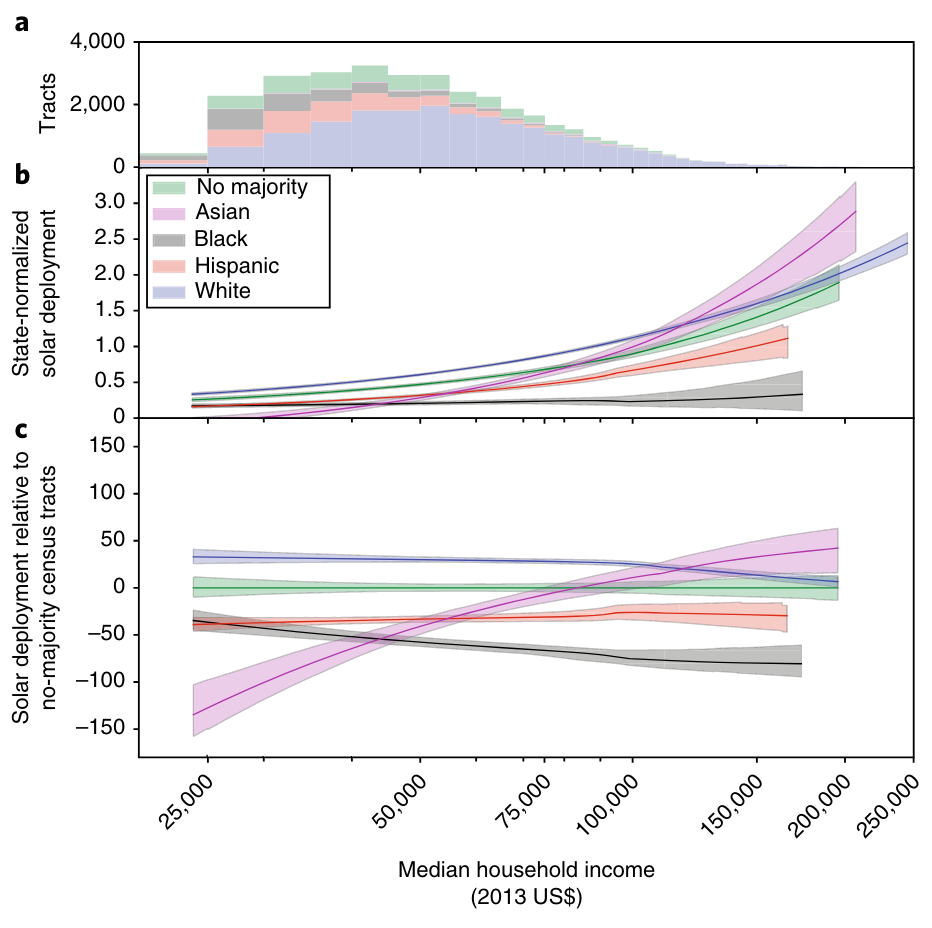 a
4,000
2,000
0
Tracts
b
3.0
2.5
2.0
1.5
1.0
0.5
0
State-normalized
solar deployment
No majority
Asian
Black
Hispanic
White
c
150
100
50
0
−50
−100
−150
Solar deployment relative to
no-majority census tracts
25,000
50,000
75,000
100,000
150,000
200,000
250,000
Median household income
(2013 US$)